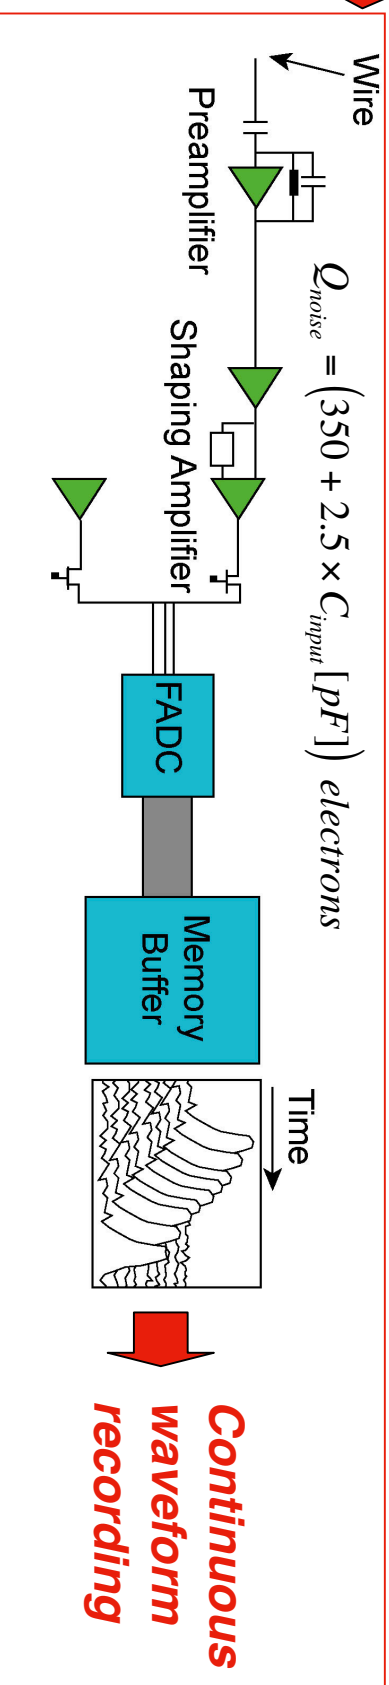 Wire
Q_noise = (350 + 2.5 × C_input [pF]) electrons
Preamplifier
Shaping Amplifier
FADC
Memory
Buffer
Time
Continuous
waveform
recording